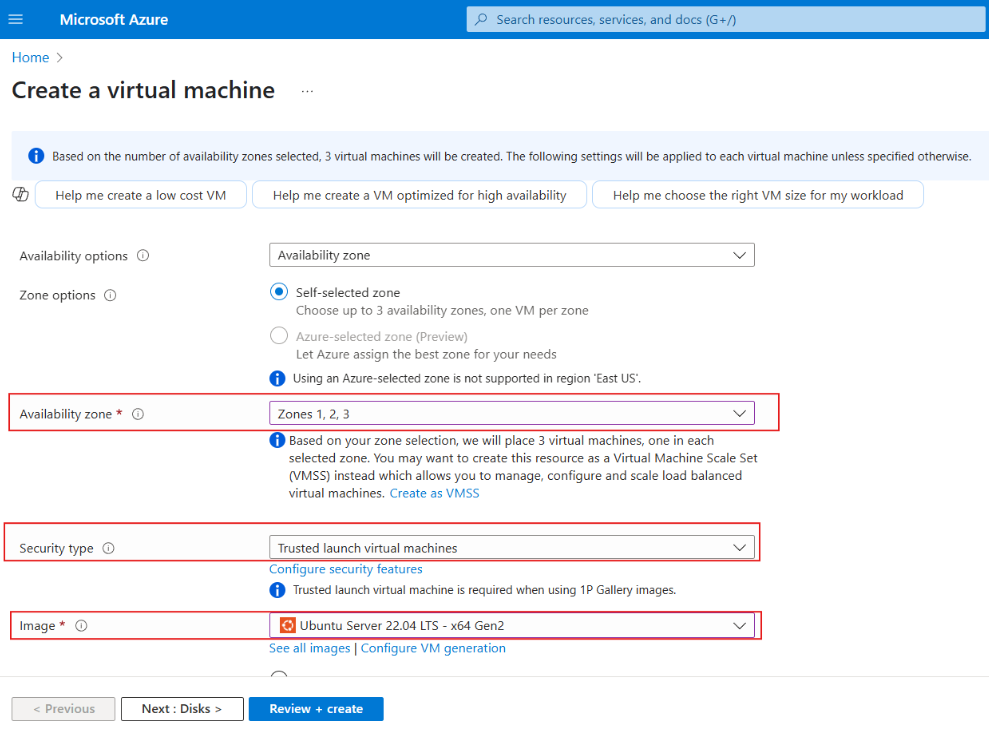 Microsoft Azure
Search resources, services, and docs (G+/)
Home >
Create a virtual machine ...
Based on the number of availability zones selected, 3 virtual machines will be created. The following settings will be applied to each virtual machine unless specified otherwise.
Help me create a low cost VM
Help me create a VM optimized for high availability
Help me choose the right VM size for my workload
Availability options
Availability zone
Zone options
Self-selected zone
Choose up to 3 availability zones, one VM per zone
Azure-selected zone (Preview)
Let Azure assign the best zone for your needs
Using an Azure-selected zone is not supported in region 'East US'.
Availability zone *
Zones 1, 2, 3
Based on your zone selection, we will place 3 virtual machines, one in each
selected zone. You may want to create this resource as a Virtual Machine Scale Set
(VMSS) instead which allows you to manage, configure and scale load balanced
virtual machines. Create as VMSS
Security type
Trusted launch virtual machines
Configure security features
Trusted launch virtual machine is required when using 1P Gallery images.
Image *
Ubuntu Server 22.04 LTS - x64 Gen2
See all images | Configure VM generation
< Previous
Next : Disks >
Review + create